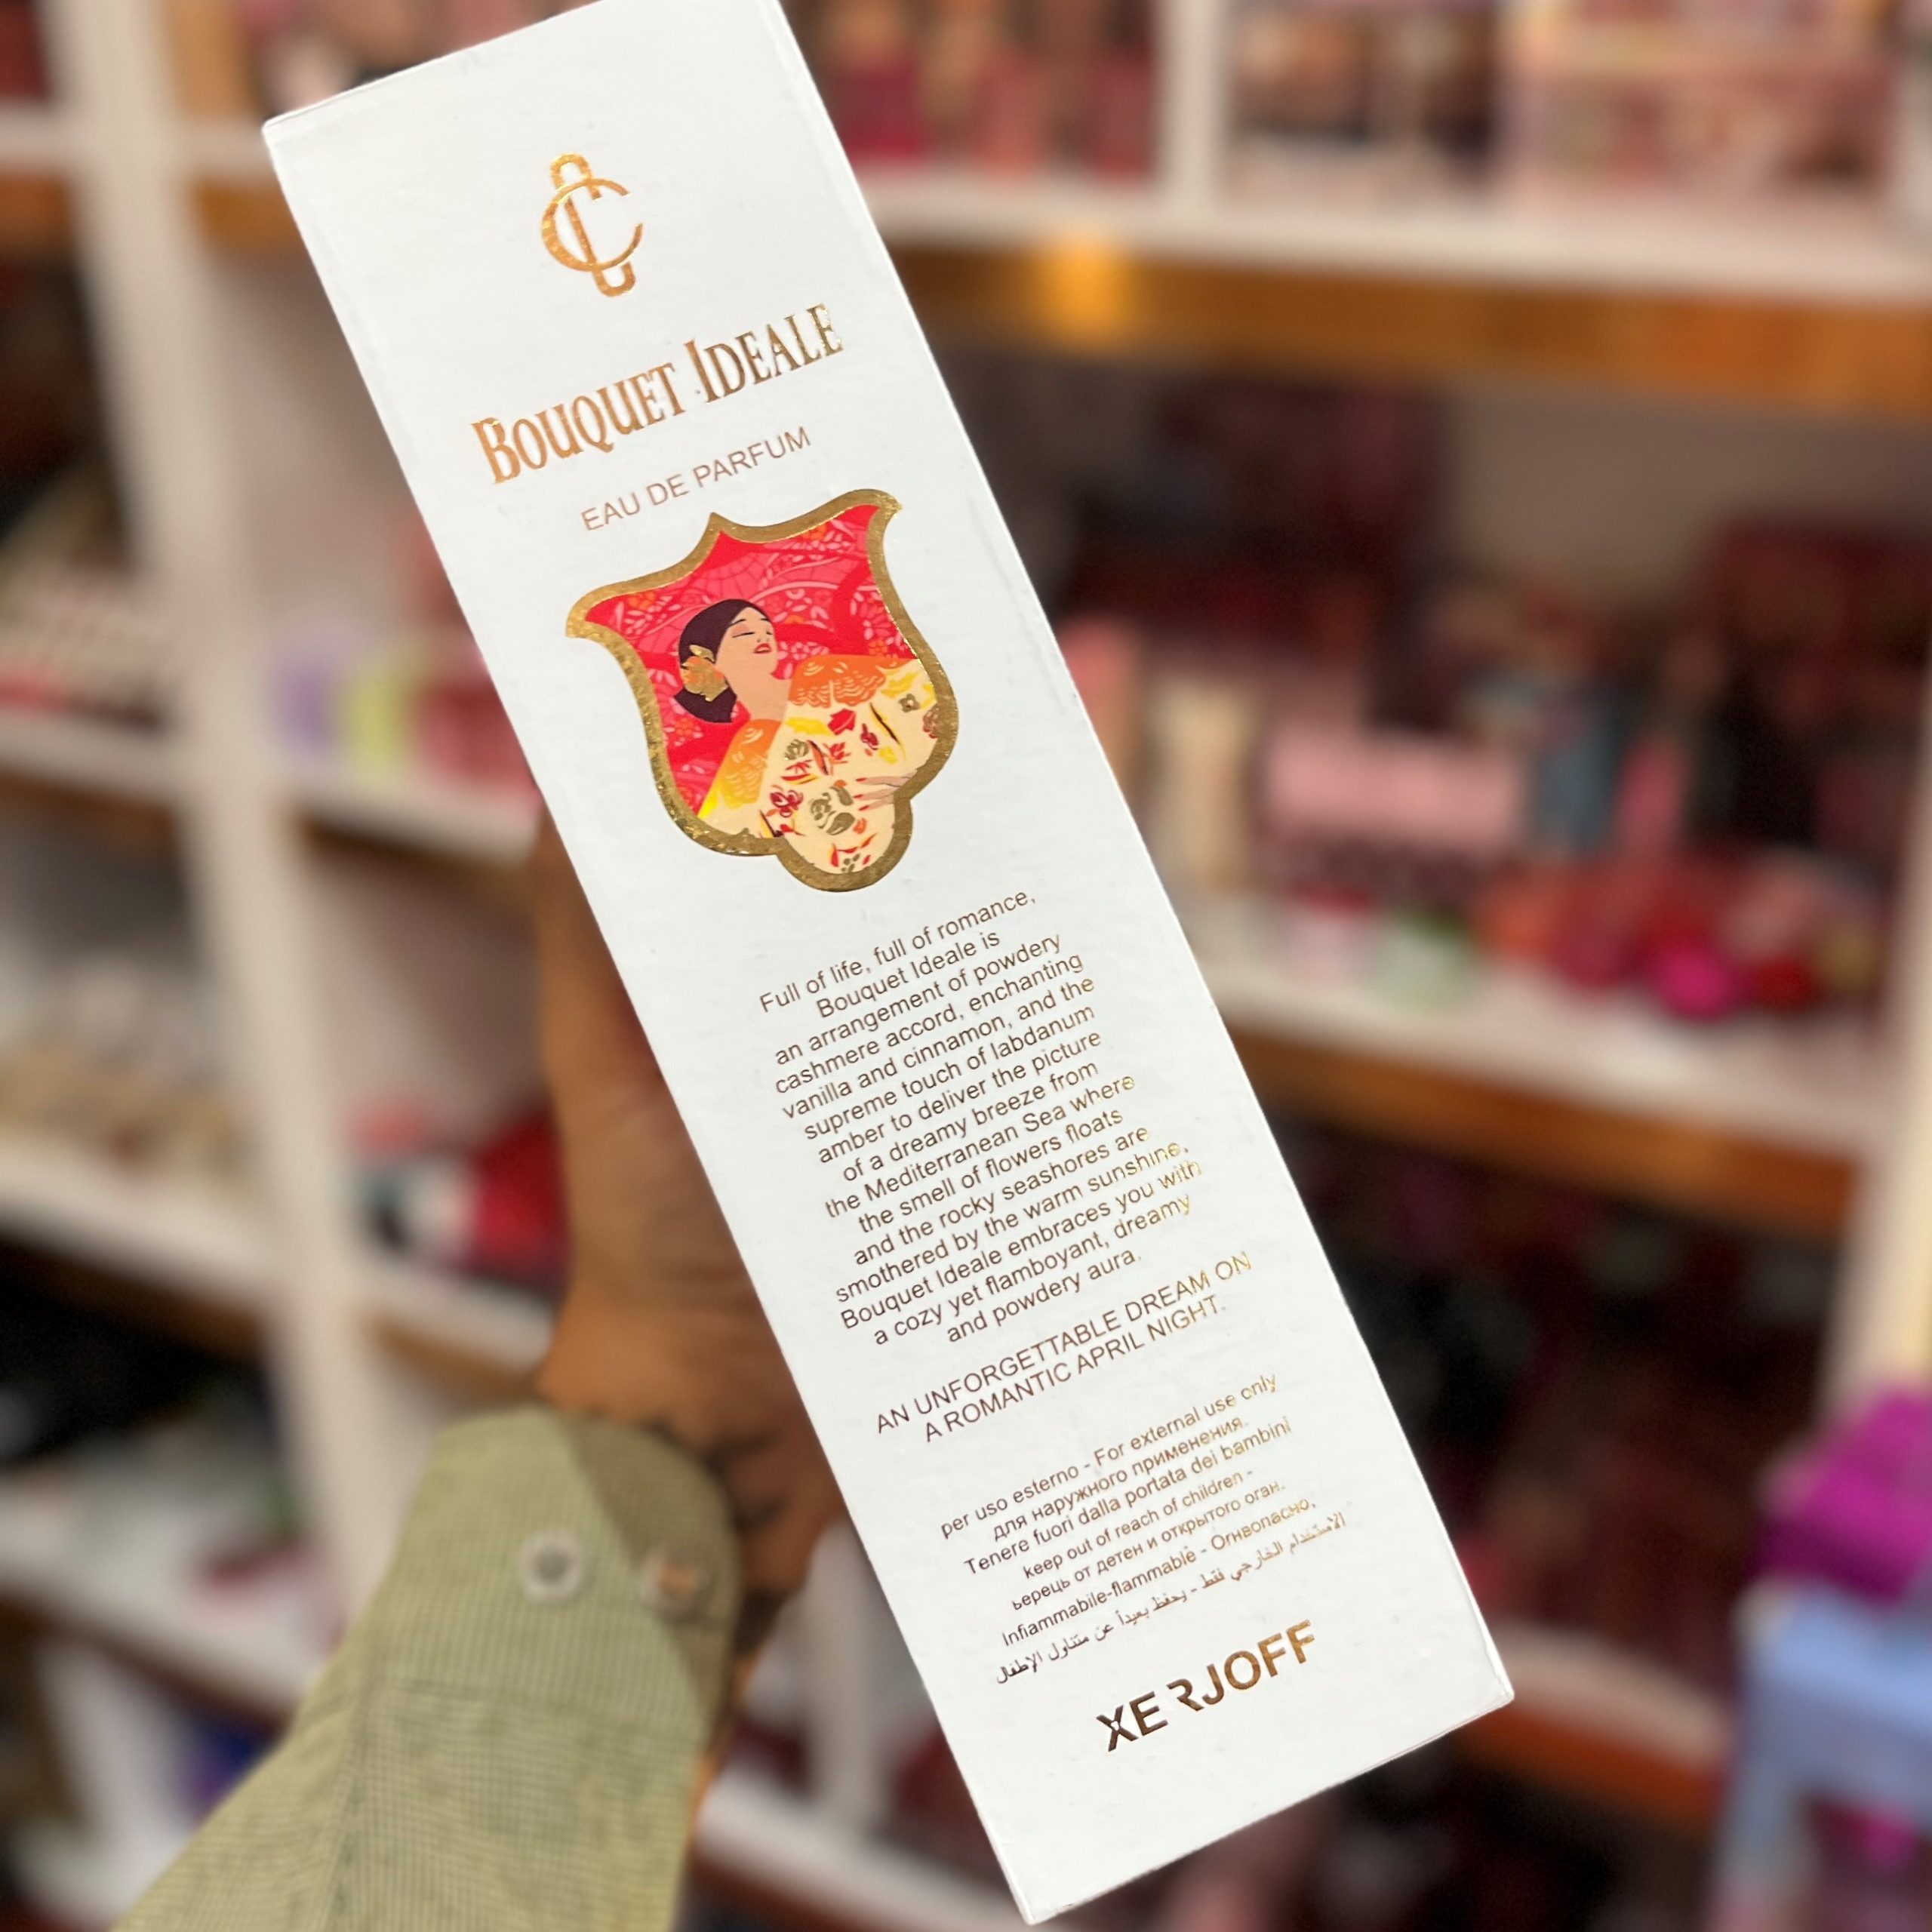 BOUQUET IDEALE
EAU DE PARFUM
Full of life, full of romance,
Bouquet Ideale is
an arrangement of powdery
cashmere accord, enchanting
vanilla and cinnamon, and the
supreme touch of labdanum
amber to deliver the picture
of a dreamy breeze from
the Mediterranean Sea where
the smell of flowers floats
and the rocky seashores are
smothered by the warm sunshine,
Bouquet Ideale embraces you with
a cozy yet flamboyant, dreamy
and powdery aura.
AN UNFORGETTABLE DREAM ON
A ROMANTIC APRIL NIGHT.
per uso esterno - For external use only
для наружного применения.
Tenere fuori dalla portata dei bambini
keep out of reach of children -
ьерець от детен и открытого оган.
Infiammabile-flammable - Огнвопасно,
الاستخدام الخارجي فقط - يحفظ بعيداً عن متناول الإطفال
XERJOFF